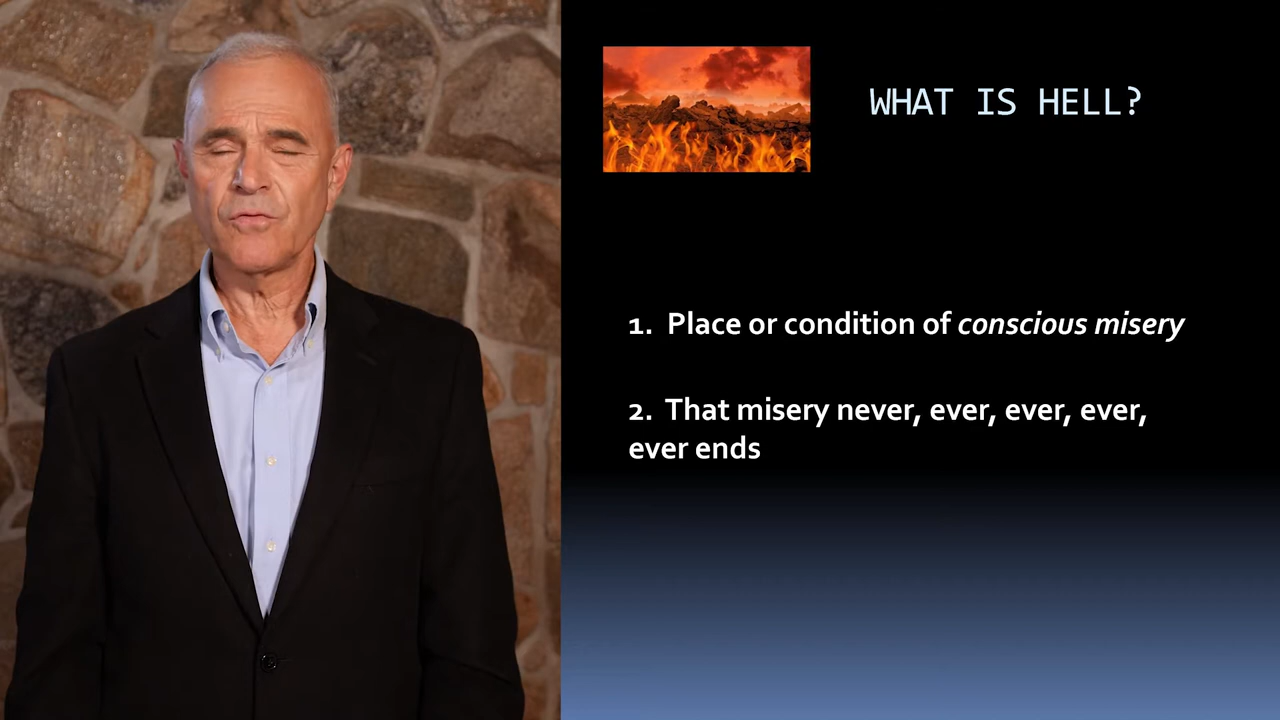 WHAT IS HELL?
1. Place or condition of conscious misery
2. That misery never, ever, ever, ever,
ever ends